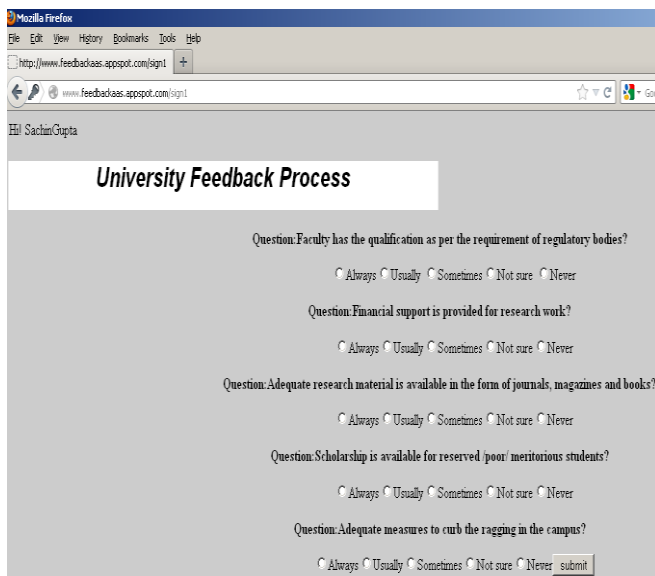 Mozilla Firefox
File Edit View History Bookmarks Tools Help
http://www.feedbackaas.appspot.com/sign1 +
www.feedbackaas.appspot.com/sign1
Hi! SachinGupta
University Feedback Process
Question:Faculty has the qualification as per the requirement of regulatory bodies?
Always Usually Sometimes Not sure Never
Question:Financial support is provided for research work?
Always Usually Sometimes Not sure Never
Question:Adequate research material is available in the form of journals, magazines and books?
Always Usually Sometimes Not sure Never
Question:Scholarship is available for reserved /poor/ meritorious students?
Always Usually Sometimes Not sure Never
Question:Adequate measures to curb the ragging in the campus?
Always Usually Sometimes Not sure Never submit